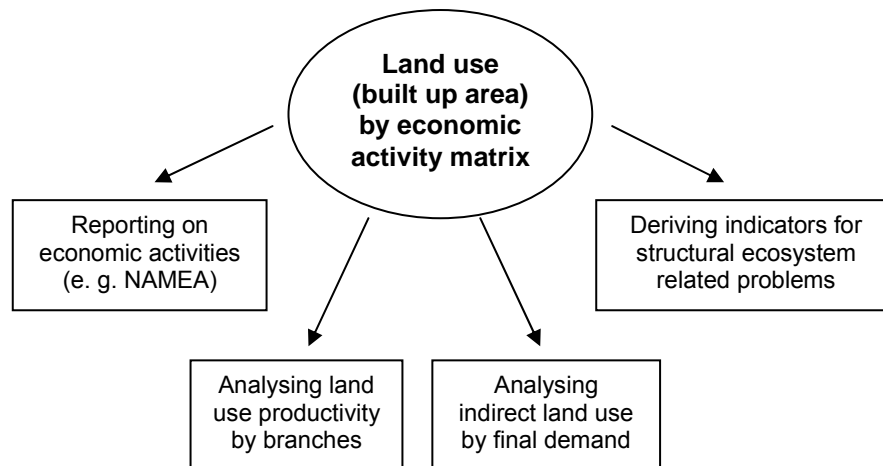 Land use
(built up area)
by economic
activity matrix
Reporting on
economic activities
(e. g. NAMEA)
Deriving indicators for
structural ecosystem
related problems
Analysing land
use productivity
by branches
Analysing
indirect land use
by final demand